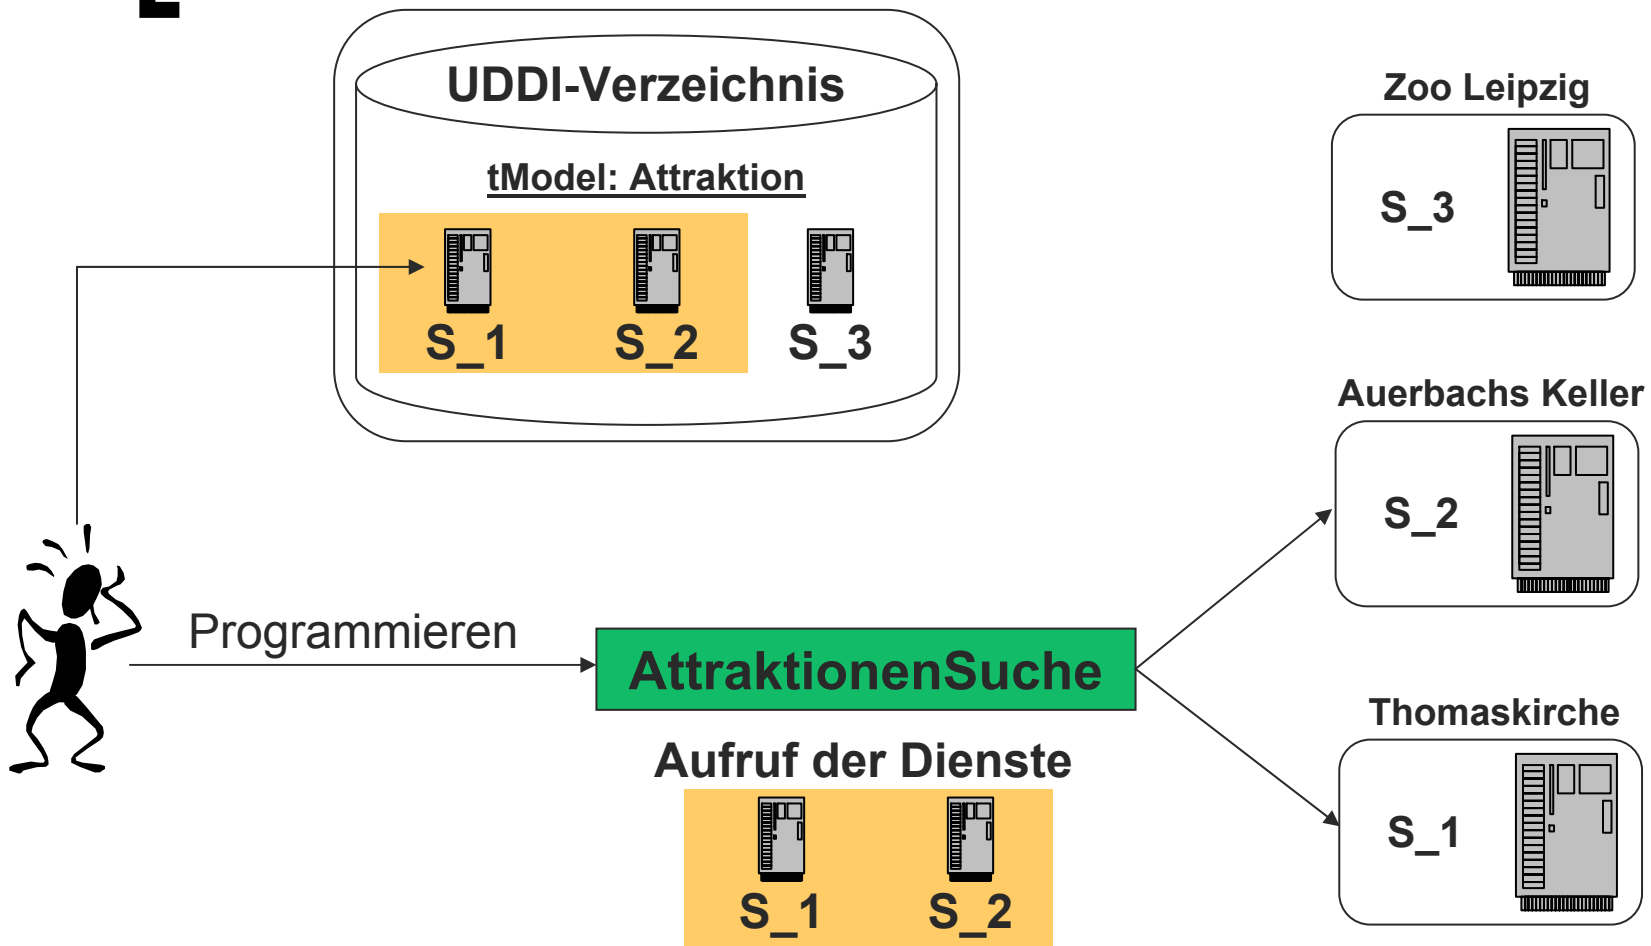 UDDI-Verzeichnis
tModel: Attraktion
S_1 S_2 S_3
Zoo Leipzig
S_3
Auerbachs Keller
S_2
Programmieren
AttraktionenSuche
Thomaskirche
S_1
Aufruf der Dienste
S_1 S_2